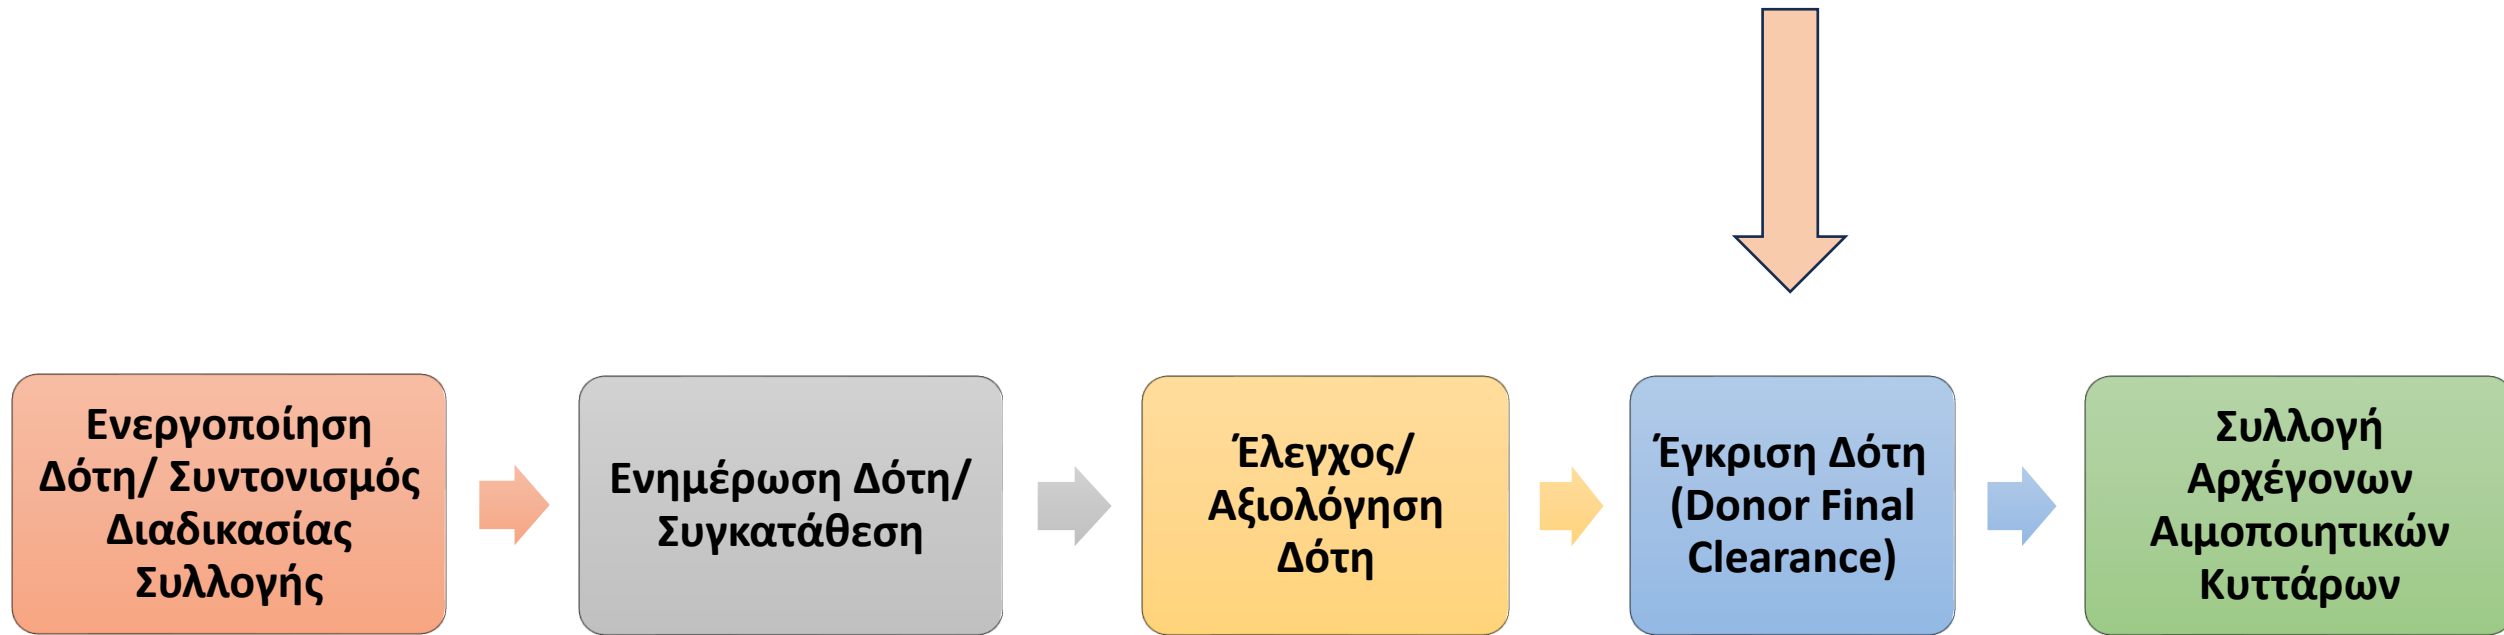 Ενεργοποίηση
Δότη/ Συντονισμός
Διαδικασίας
Συλλογής
Ενημέρωση Δότη/
Συγκατάθεση
Έλεγχος/
Αξιολόγηση
Δότη
Έγκριση Δότη
(Donor Final
Clearance)
Συλλογή
Αρχέγονων
Αιμοποιητικών
Κυττάρων